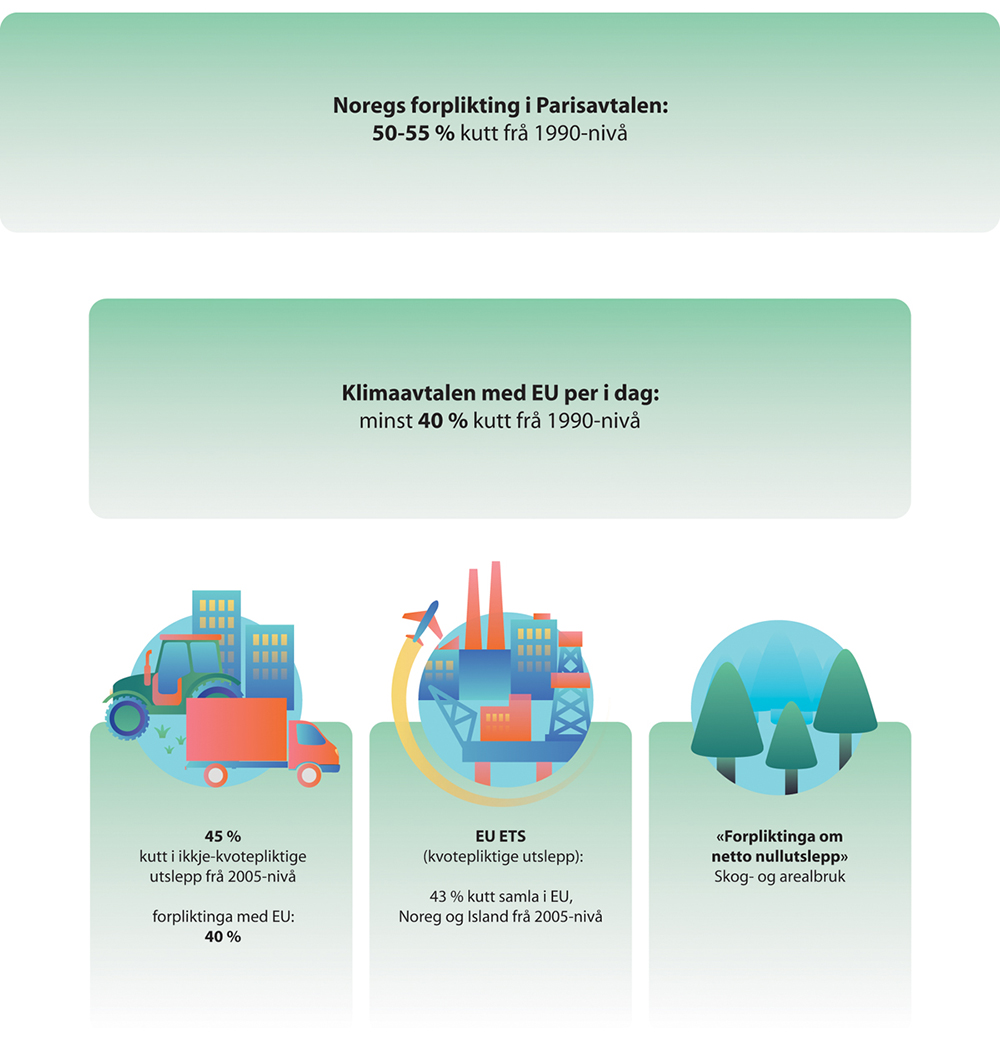 Noregs forplikting i Parisavtalen:
50-55 % kutt frå 1990-nivå
Klimaavtalen med EU per i dag:
minst 40 % kutt frå 1990-nivå
45 %
kutt i ikkje-kvotepliktige
utslepp frå 2005-nivå
forpliktinga med EU:
40 %
EU ETS
(kvotepliktige utslepp):
43 % kutt samla i EU,
Noreg og Island frå 2005-nivå
«Forpliktinga om
netto nullutslepp»
Skog- og arealbruk